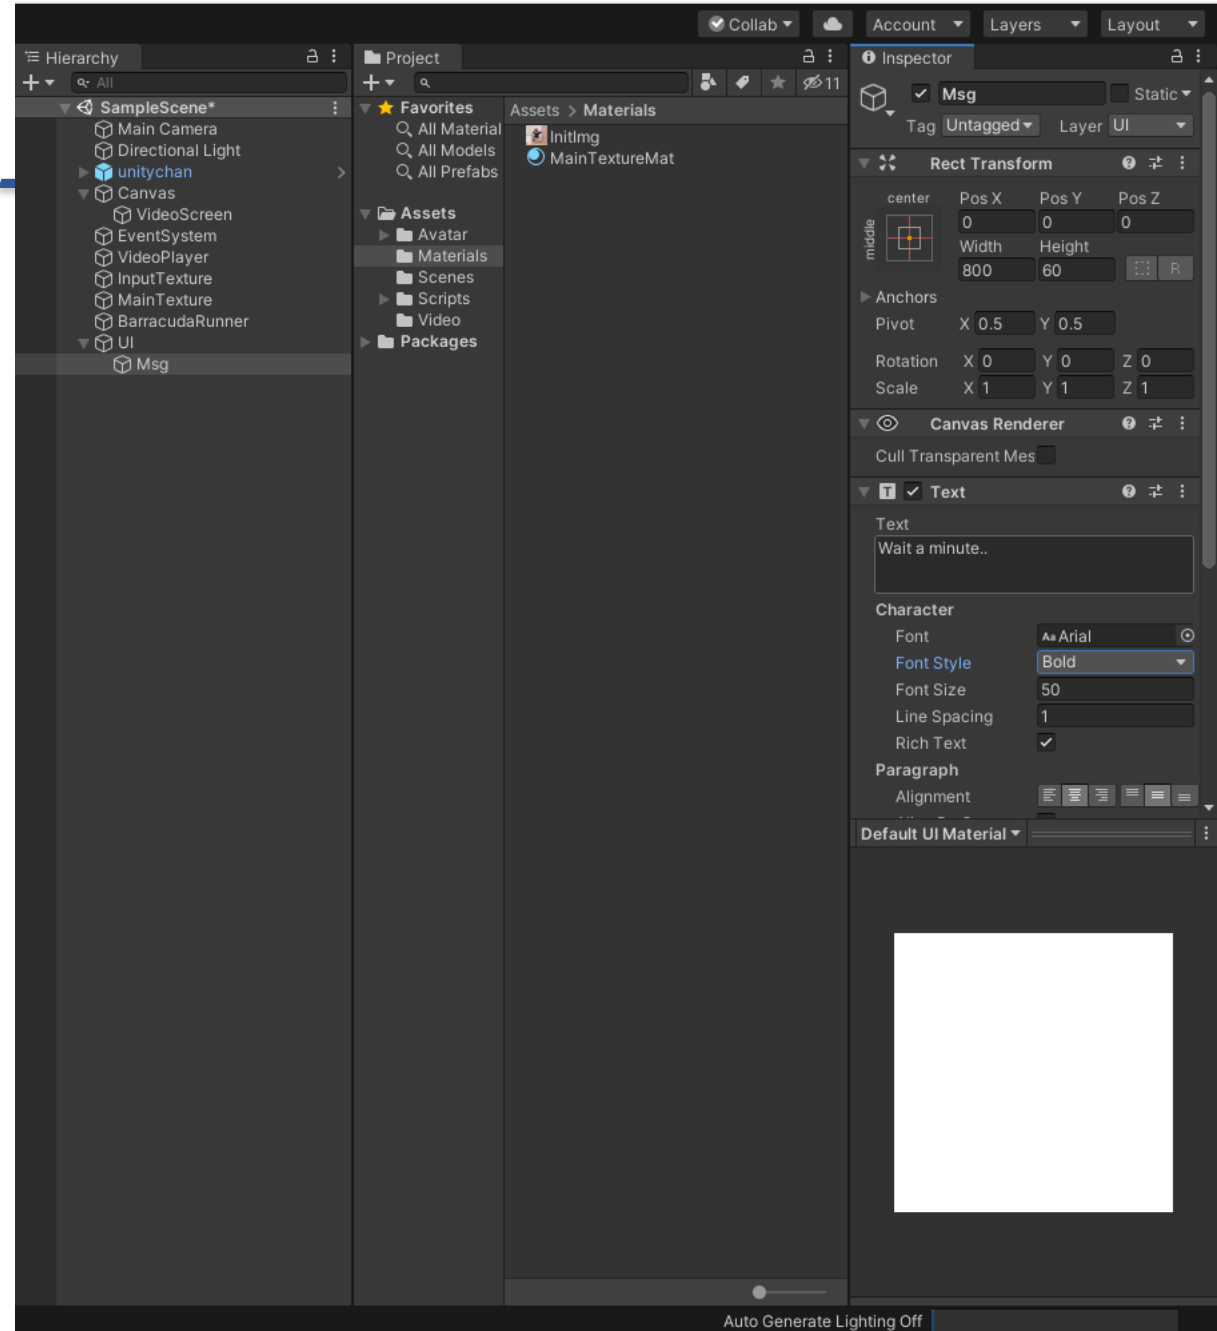 Collab
Account
Layers
Layout
Hierarchy
All
SampleScene*
Main Camera
Directional Light
unitychan
Canvas
VideoScreen
EventSystem
VideoPlayer
InputTexture
MainTexture
BarracudaRunner
UI
Msg
Project
11
Favorites
All Material
All Models
All Prefabs
Assets
Avatar
Materials
Scenes
Scripts
Video
Packages
Assets > Materials
InitImg
MainTextureMat
Inspector
Msg
Static
Tag Untagged Layer UI
Rect Transform
center Pos X Pos Y Pos Z
middle
0 0 0
Width Height
800 60 R
Anchors
Pivot X 0.5 Y 0.5
Rotation X 0 Y 0 Z 0
Scale X 1 Y 1 Z 1
Canvas Renderer
Cull Transparent Mes
T Text
Text
Wait a minute..
Character
Font Aa Arial
Font Style Bold
Font Size 50
Line Spacing 1
Rich Text
Paragraph
Alignment
Default UI Material
Auto Generate Lighting Off